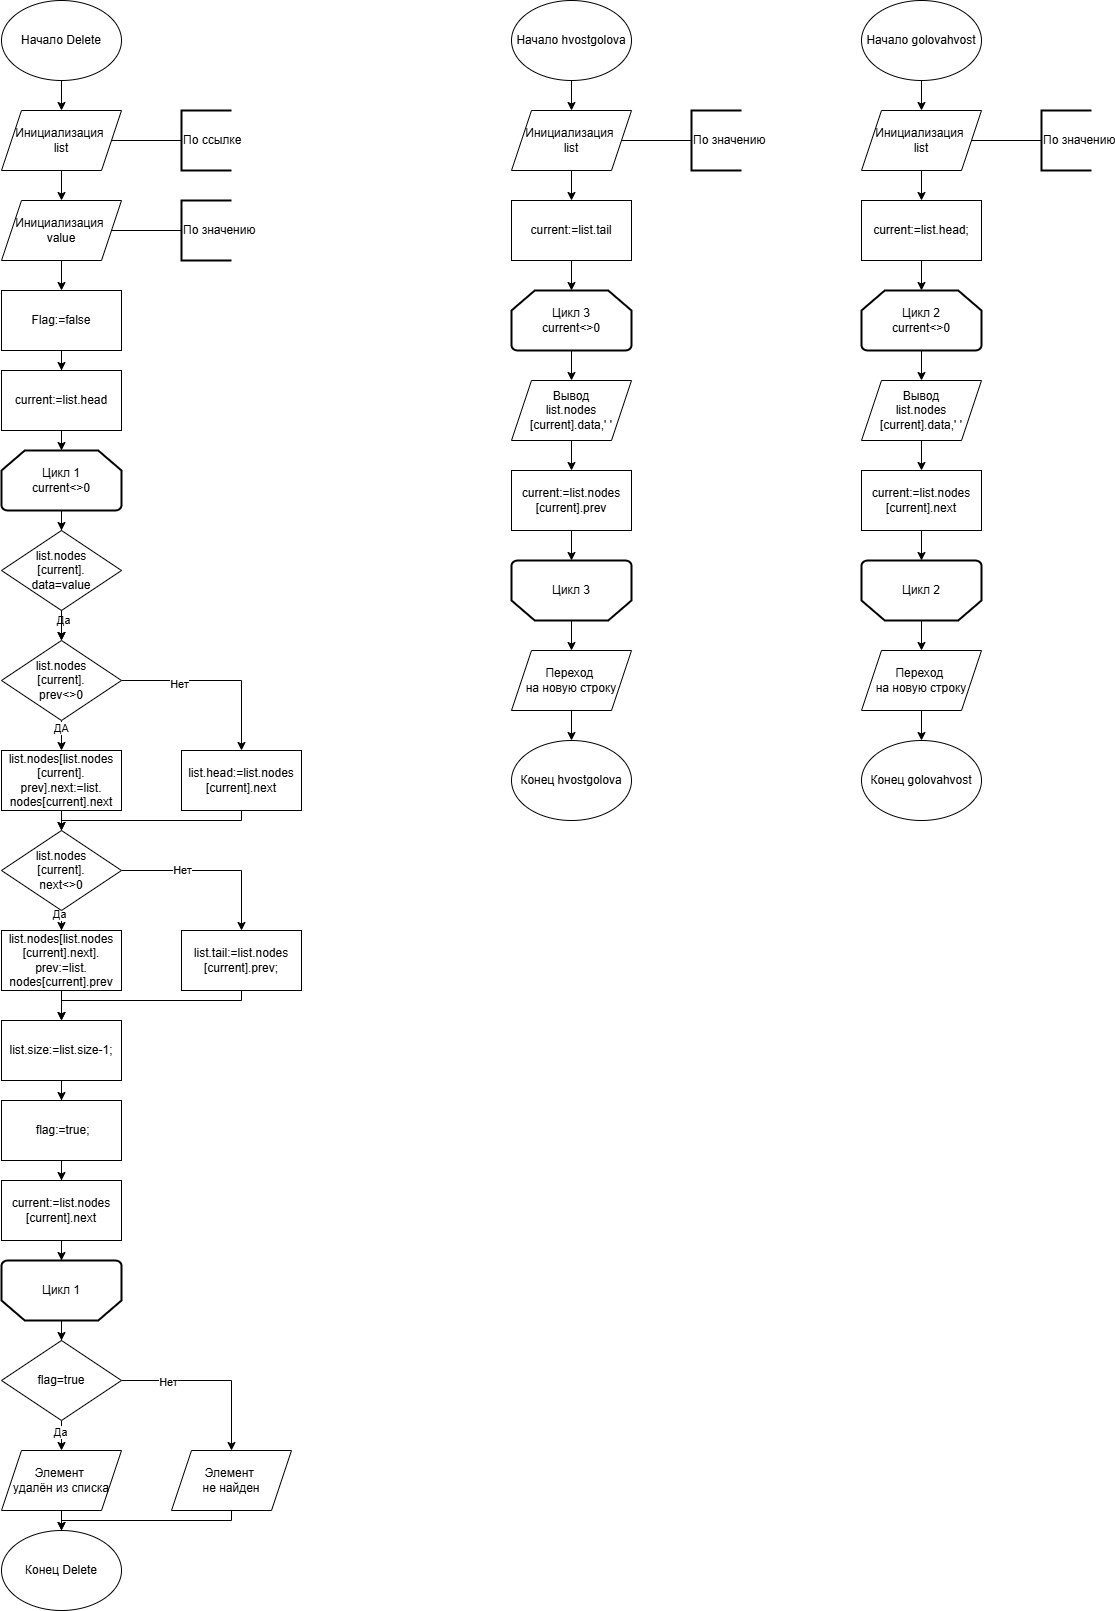 Начало Delete
Инициализация
list
По ссылке
Инициализация
value
По значению
Flag:=false
current:=list.head
Цикл 1
current<>0
list.nodes
[current].
data=value
Да
list.nodes
[current].
prev<>0
Нет
ДА
list.nodes[list.nodes
[current].
prev].next:=list.
nodes[current].next
list.head:=list.nodes
[current].next
list.nodes
[current].
next<>0
Нет
Да
list.nodes[list.nodes
[current].next].
prev:=list.
nodes[current].prev
list.tail:=list.nodes
[current].prev;
list.size:=list.size-1;
flag:=true;
current:=list.nodes
[current].next
Цикл 1
flag=true
Нет
Да
Элемент
удалён из списка
Элемент
не найден
Конец Delete
Начало hvostgolova
Инициализация
list
По значению
current:=list.tail
Цикл 3
current<>0
Вывод
list.nodes
[current].data,' '
current:=list.nodes
[current].prev
Цикл 3
Переход
на новую строку
Конец hvostgolova
Начало golovahvost
Инициализация
list
По значению
current:=list.head;
Цикл 2
current<>0
Вывод
list.nodes
[current].data,' '
current:=list.nodes
[current].next
Цикл 2
Переход
на новую строку
Конец golovahvost